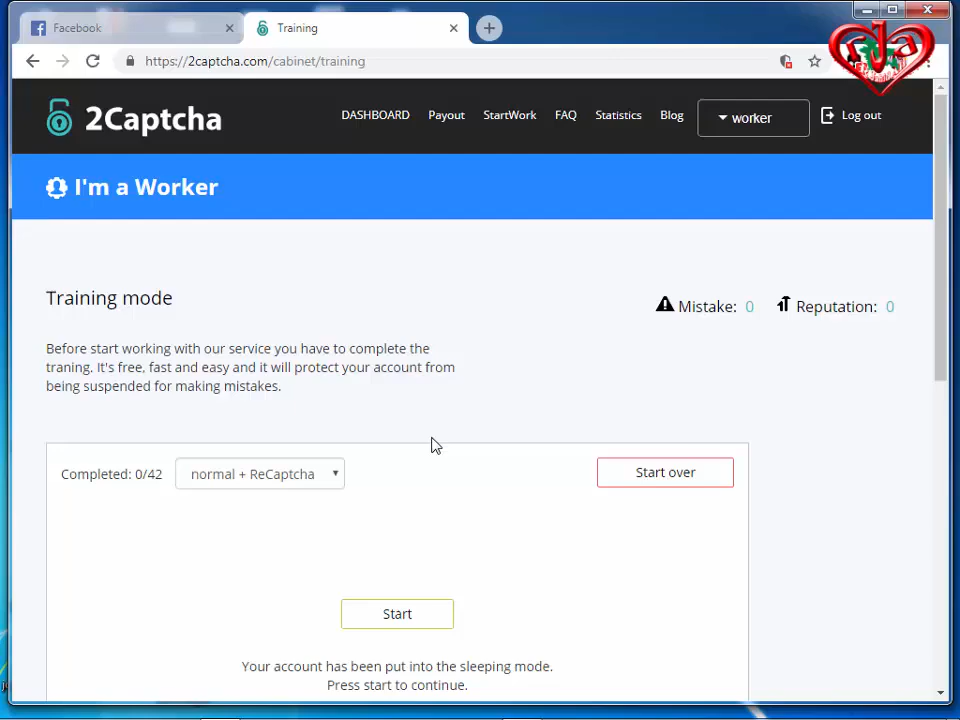 Facebook
Training
https://2captcha.com/cabinet/training
2Captcha
DASHBOARD
Payout
StartWork
FAQ
Statistics
Blog
worker
Log out
I'm a Worker
Training mode
Mistake: 0
Reputation: 0
Before start working with our service you have to complete the
traning. It's free, fast and easy and it will protect your account from
being suspended for making mistakes.
Completed: 0/42
normal + ReCaptcha
Start over
Start
Your account has been put into the sleeping mode.
Press start to continue.